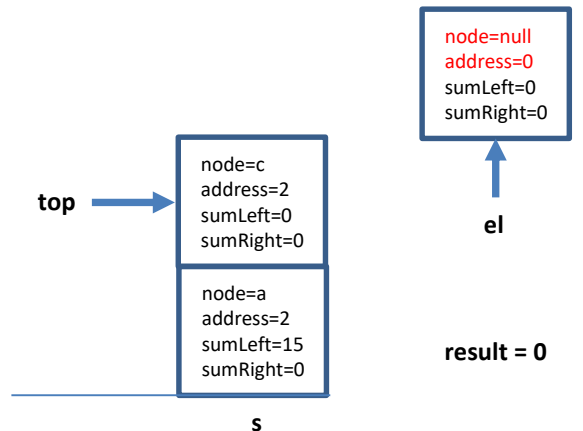 node=null
address=0
sumLeft=0
sumRight=0
el
top
node=c
address=2
sumLeft=0
sumRight=0
node=a
address=2
sumLeft=15
sumRight=0
result = 0
s